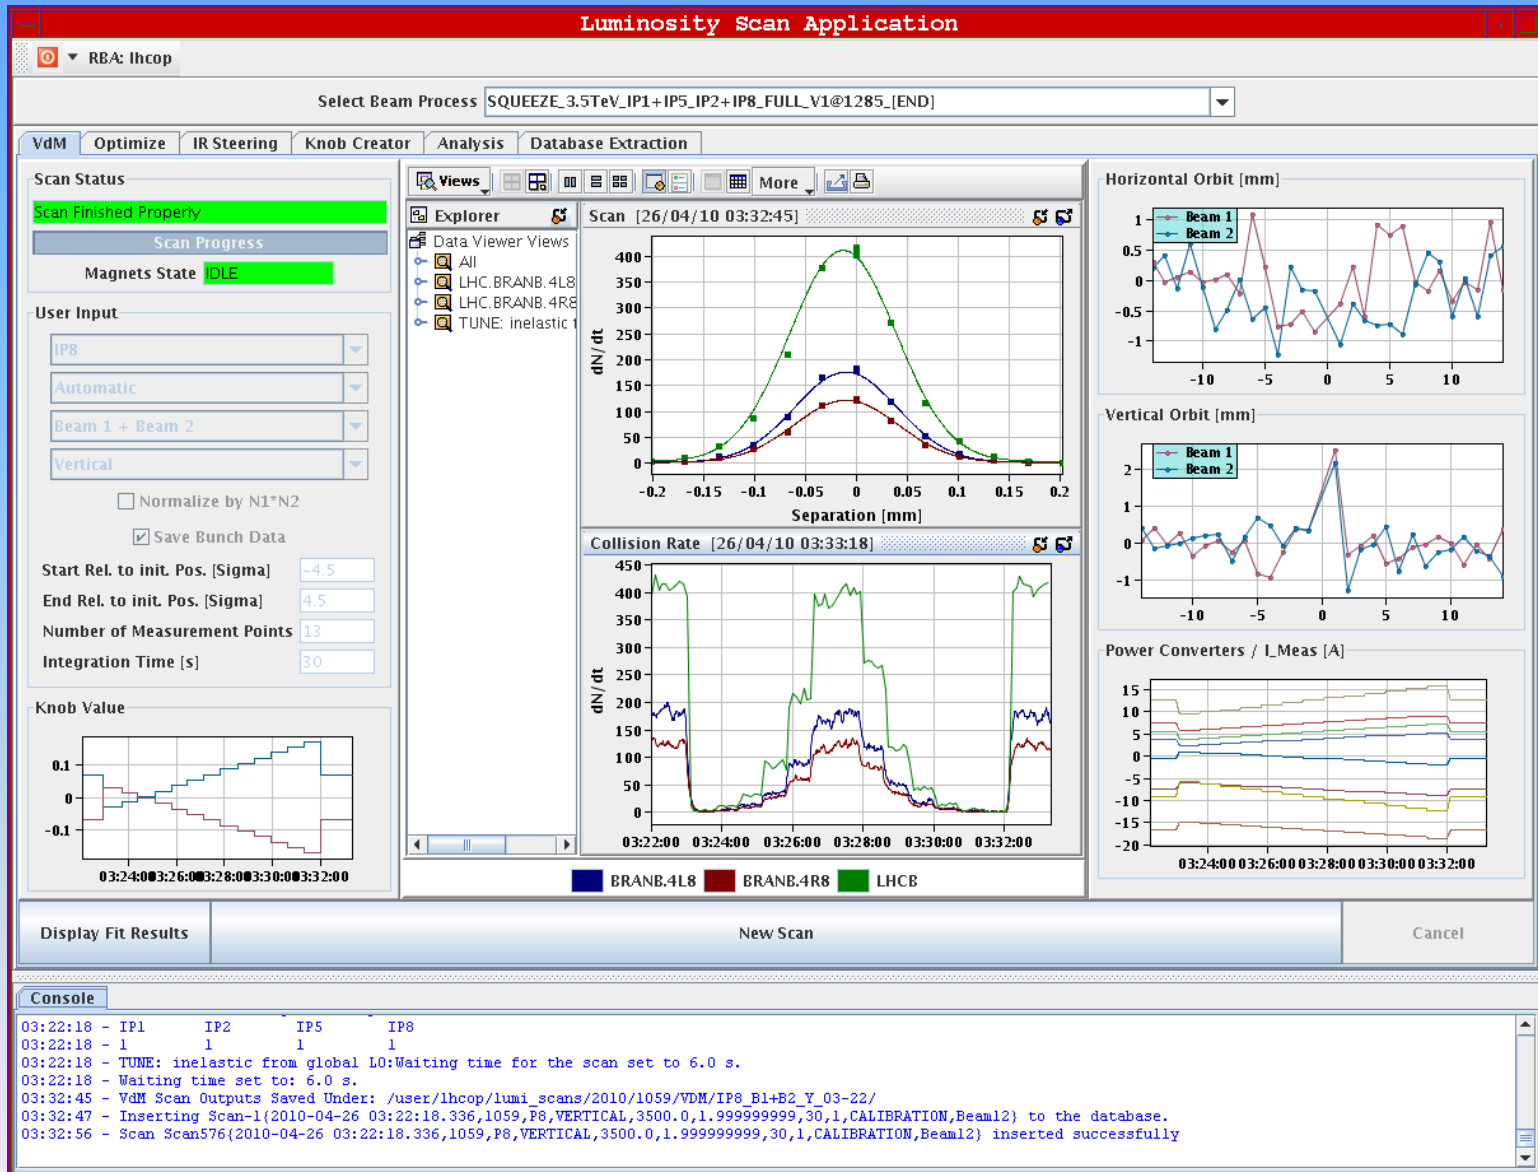 Luminosity Scan Application
RBA: lhcop
Select Beam Process SQUEEZE_3.5TeV_IP1+IP5_IP2+IP8_FULL_V1@1285_[END]
VdM Optimize IR Steering Knob Creator Analysis Database Extraction
Scan Status
Scan Finished Properly
Scan Progress
Magnets State IDLE
User Input
IP8
Automatic
Beam 1 + Beam 2
Vertical
Normalize by N1*N2
Save Bunch Data
Start Rel. to init. Pos. [Sigma] -4.5
End Rel. to init. Pos. [Sigma] 4.5
Number of Measurement Points 13
Integration Time [s] 30
Knob Value
0.1
0
-0.1
03:24:00 03:26:00 03:28:00 03:30:00 03:32:00
Views More
Explorer
Data Viewer Views
All
LHC.BRANB.4L8
LHC.BRANB.4R8
TUNE: inelastic
Scan [26/04/10 03:32:45]
400
350
300
250
200
150
100
50
0
dN/dt
-0.2 -0.15 -0.1 -0.05 0 0.05 0.1 0.15 0.2
Separation [mm]
Collision Rate [26/04/10 03:33:18]
450
400
350
300
250
200
150
100
50
0
dN/dt
03:22:00 03:24:00 03:26:00 03:28:00 03:30:00 03:32:00
BRANB.4L8 BRANB.4R8 LHCB
Horizontal Orbit [mm]
Beam 1
Beam 2
1
0.5
0
-0.5
-1
-10 -5 0 5 10
Vertical Orbit [mm]
Beam 1
Beam 2
2
1
0
-1
-10 -5 0 5 10
Power Converters / I_Meas [A]
15
10
5
0
-5
-10
-15
-20
03:24:00 03:26:00 03:28:00 03:30:00 03:32:00
Display Fit Results New Scan Cancel
Console
03:22:18 - IP1 IP2 IP5 IP8
03:22:18 - 1 1 1 1
03:22:18 - TUNE: inelastic from global L0:Waiting time for the scan set to 6.0 s.
03:22:18 - Waiting time set to: 6.0 s.
03:32:45 - VdM Scan Outputs Saved Under: /user/lhcop/lumi_scans/2010/1059/VDM/IP8_B1+B2_Y_03-22/
03:32:47 - Inserting Scan-1{2010-04-26 03:22:18.336,1059,P8,VERTICAL,3500.0,1.999999999,30,1,CALIBRATION,Beam12} to the database.
03:32:56 - Scan Scan576{2010-04-26 03:22:18.336,1059,P8,VERTICAL,3500.0,1.999999999,30,1,CALIBRATION,Beam12} inserted successfully